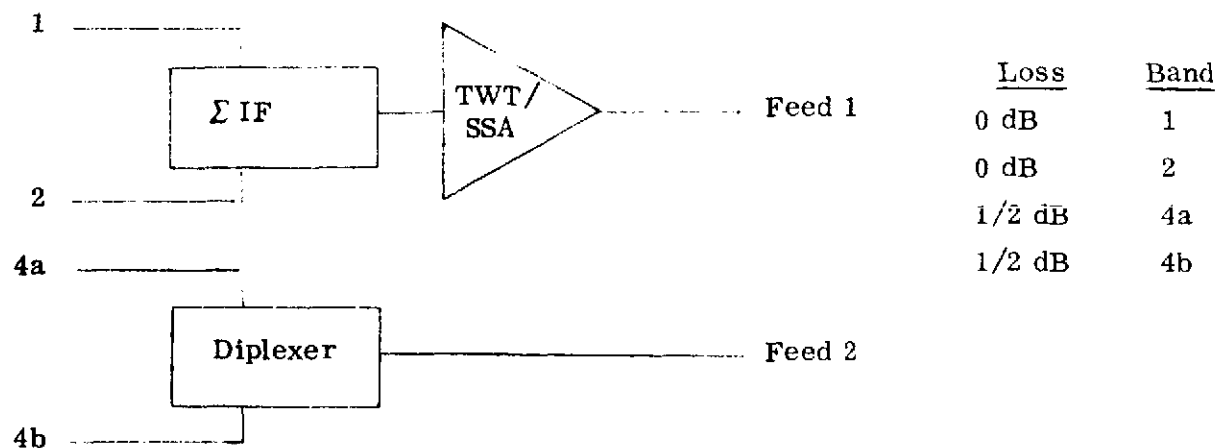 1
Σ IF
TWT/
SSA
Feed 1
2
4a
Diplexer
Feed 2
4b
Loss Band
0 dB 1
0 dB 2
1/2 dB 4a
1/2 dB 4b